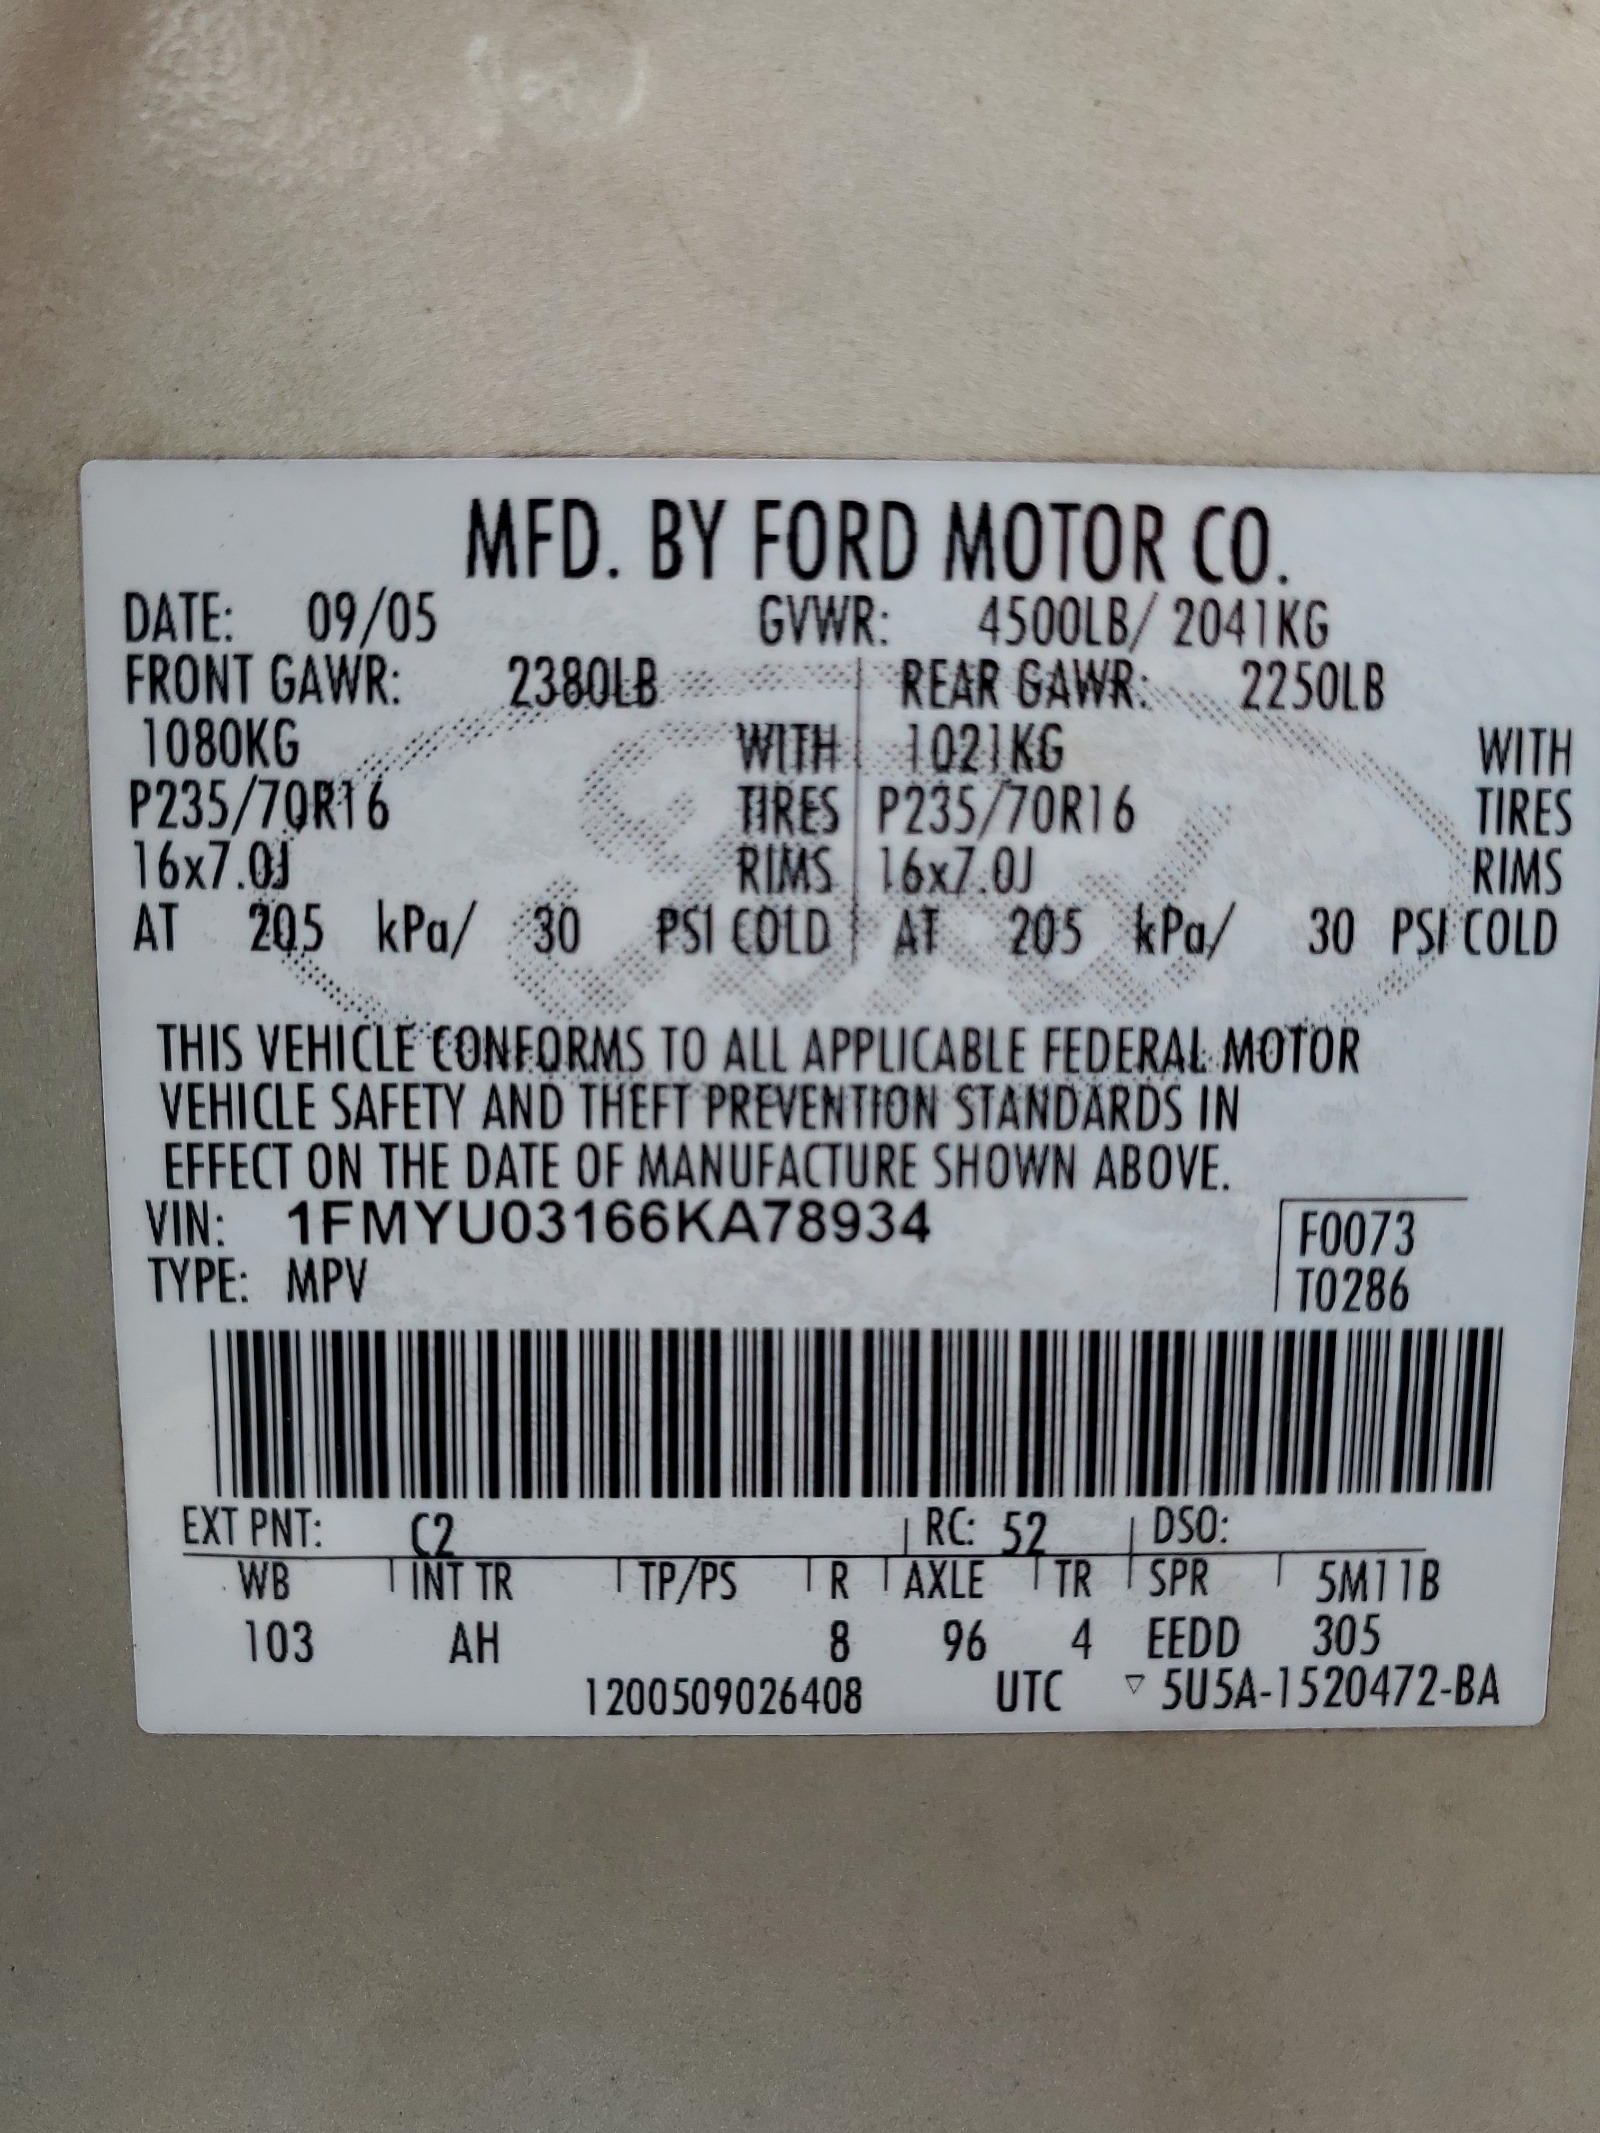 MFD. BY FORD MOTOR CO.
DATE: 09/05 GVWR: 4500LB/ 2041KG
FRONT GAWR: 2380LB REAR GAWR: 2250LB
1080KG WITH 1021KG WITH
P235/70R16 TIRES P235/70R16 TIRES
16x7.0J RIMS 16x7.0J RIMS
AT 205 kPa/ 30 PSI COLD AT 205 kPa/ 30 PSI COLD
THIS VEHICLE CONFORMS TO ALL APPLICABLE FEDERAL MOTOR
VEHICLE SAFETY AND THEFT PREVENTION STANDARDS IN
EFFECT ON THE DATE OF MANUFACTURE SHOWN ABOVE.
VIN: 1FMYU03166KA78934 F0073
TYPE: MPV T0286
EXT PNT: C2 RC: 52 DSO:
WB INT TR TP/PS R AXLE TR SPR 5M11B
103 AH 8 96 4 EEDD 305
1200509026408 UTC ▽ 5U5A-1520472-BA